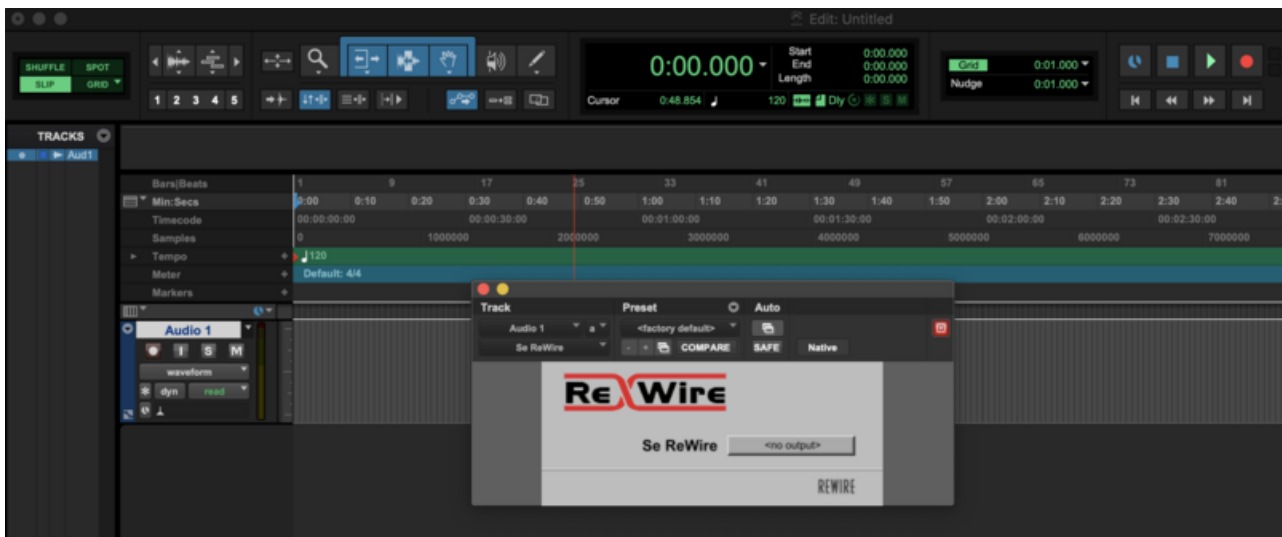 Edit: Untitled
SHUFFLE SPOT
SLIP GRID
1 2 3 4 5
0:00.000
Start 0:00.000
End 0:00.000
Length 0:00.000
Cursor 0:48.854 120 Dly S M
Grid 0:01.000
Nudge 0:01.000
TRACKS
Aud1
Bars|Beats 1 9 17 25 33 41 49 57 65 73 81
Min:Secs 0:00 0:10 0:20 0:30 0:40 0:50 1:00 1:10 1:20 1:30 1:40 1:50 2:00 2:10 2:20 2:30 2:40 2:
Timecode 00:00:00:00 00:00:30:00 00:01:00:00 00:01:30:00 00:02:00:00 00:02:30:00
Samples 0 1000000 2000000 3000000 4000000 5000000 6000000 7000000
Tempo 120
Meter Default: 4/4
Markers
Audio 1
I S M
waveform
dyn read
Track Preset Auto
Audio 1 a <factory default>
Se ReWire - + COMPARE SAFE Native
ReWire
Se ReWire <no output>
REWIRE